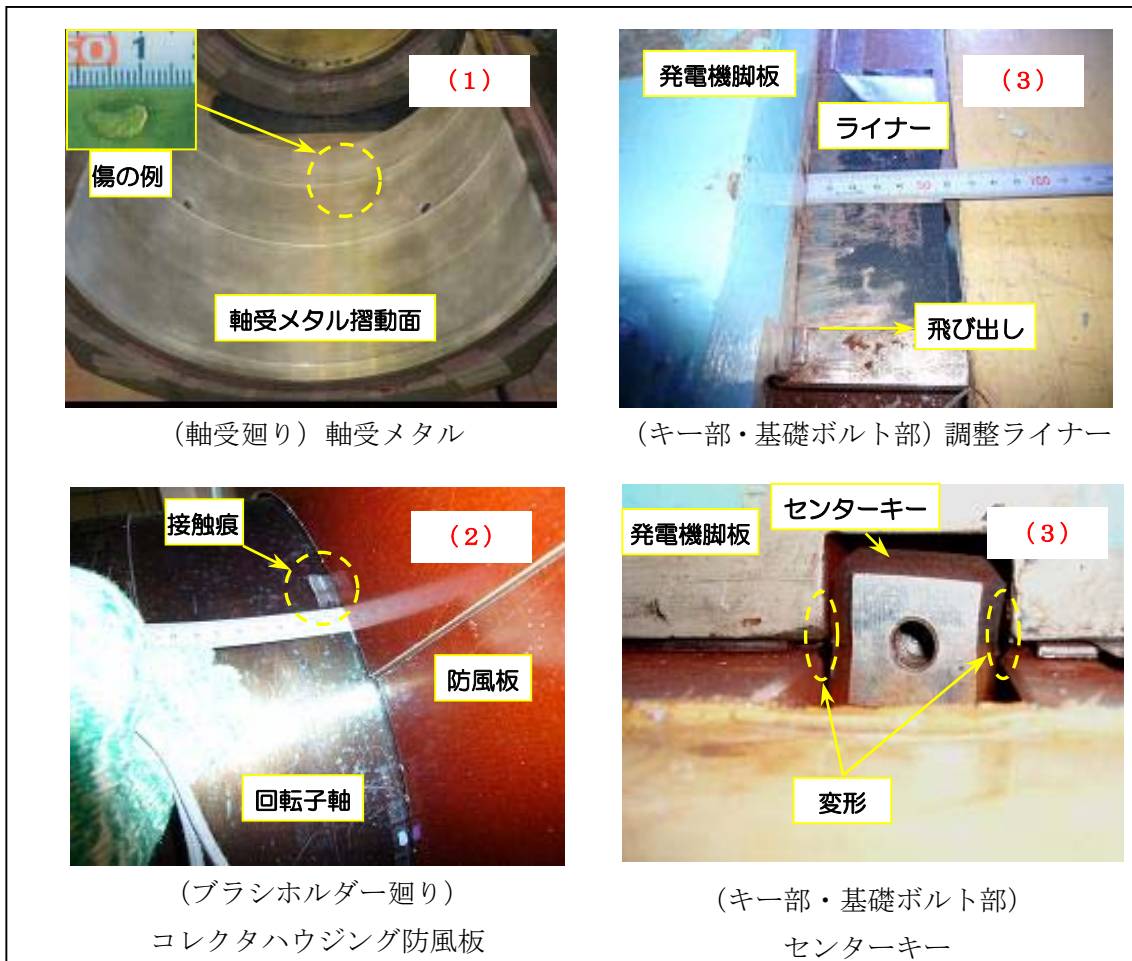 1
(1)
傷の例
軸受メタル摺動面
(軸受廻り) 軸受メタル
発電機脚板
(3)
ライナー
50
100
飛び出し
(キー部・基礎ボルト部) 調整ライナー
接触痕
(2)
防風板
回転子軸
(ブラシホルダー廻り)
コレクタハウジング防風板
センターキー
発電機脚板
(3)
変形
(キー部・基礎ボルト部)
センターキー